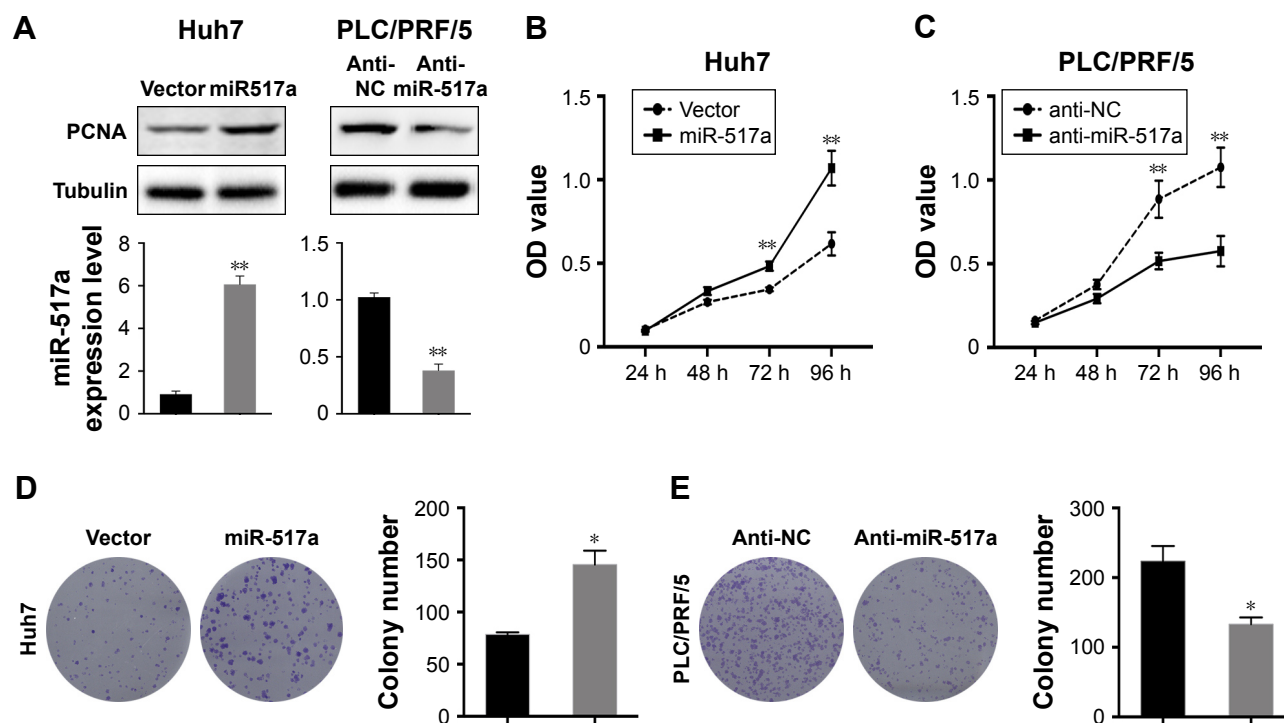 A
Huh7
PLC/PRF/5
Vector miR517a
Anti-
NC
Anti-
miR-517a
PCNA
Tubulin
miR-517a
expression level
8
6
4
2
0
**
1.5
1.0
0.5
0
**
B
Huh7
OD value
1.5
1.0
0.5
0
Vector
miR-517a
**
**
24 h 48 h 72 h 96 h
C
PLC/PRF/5
OD value
1.5
1.0
0.5
0
anti-NC
anti-miR-517a
**
**
24 h 48 h 72 h 96 h
D
Huh7
Vector
miR-517a
Colony number
200
150
100
50
0
*
E
PLC/PRF/5
Anti-NC
Anti-miR-517a
Colony number
300
200
100
0
*